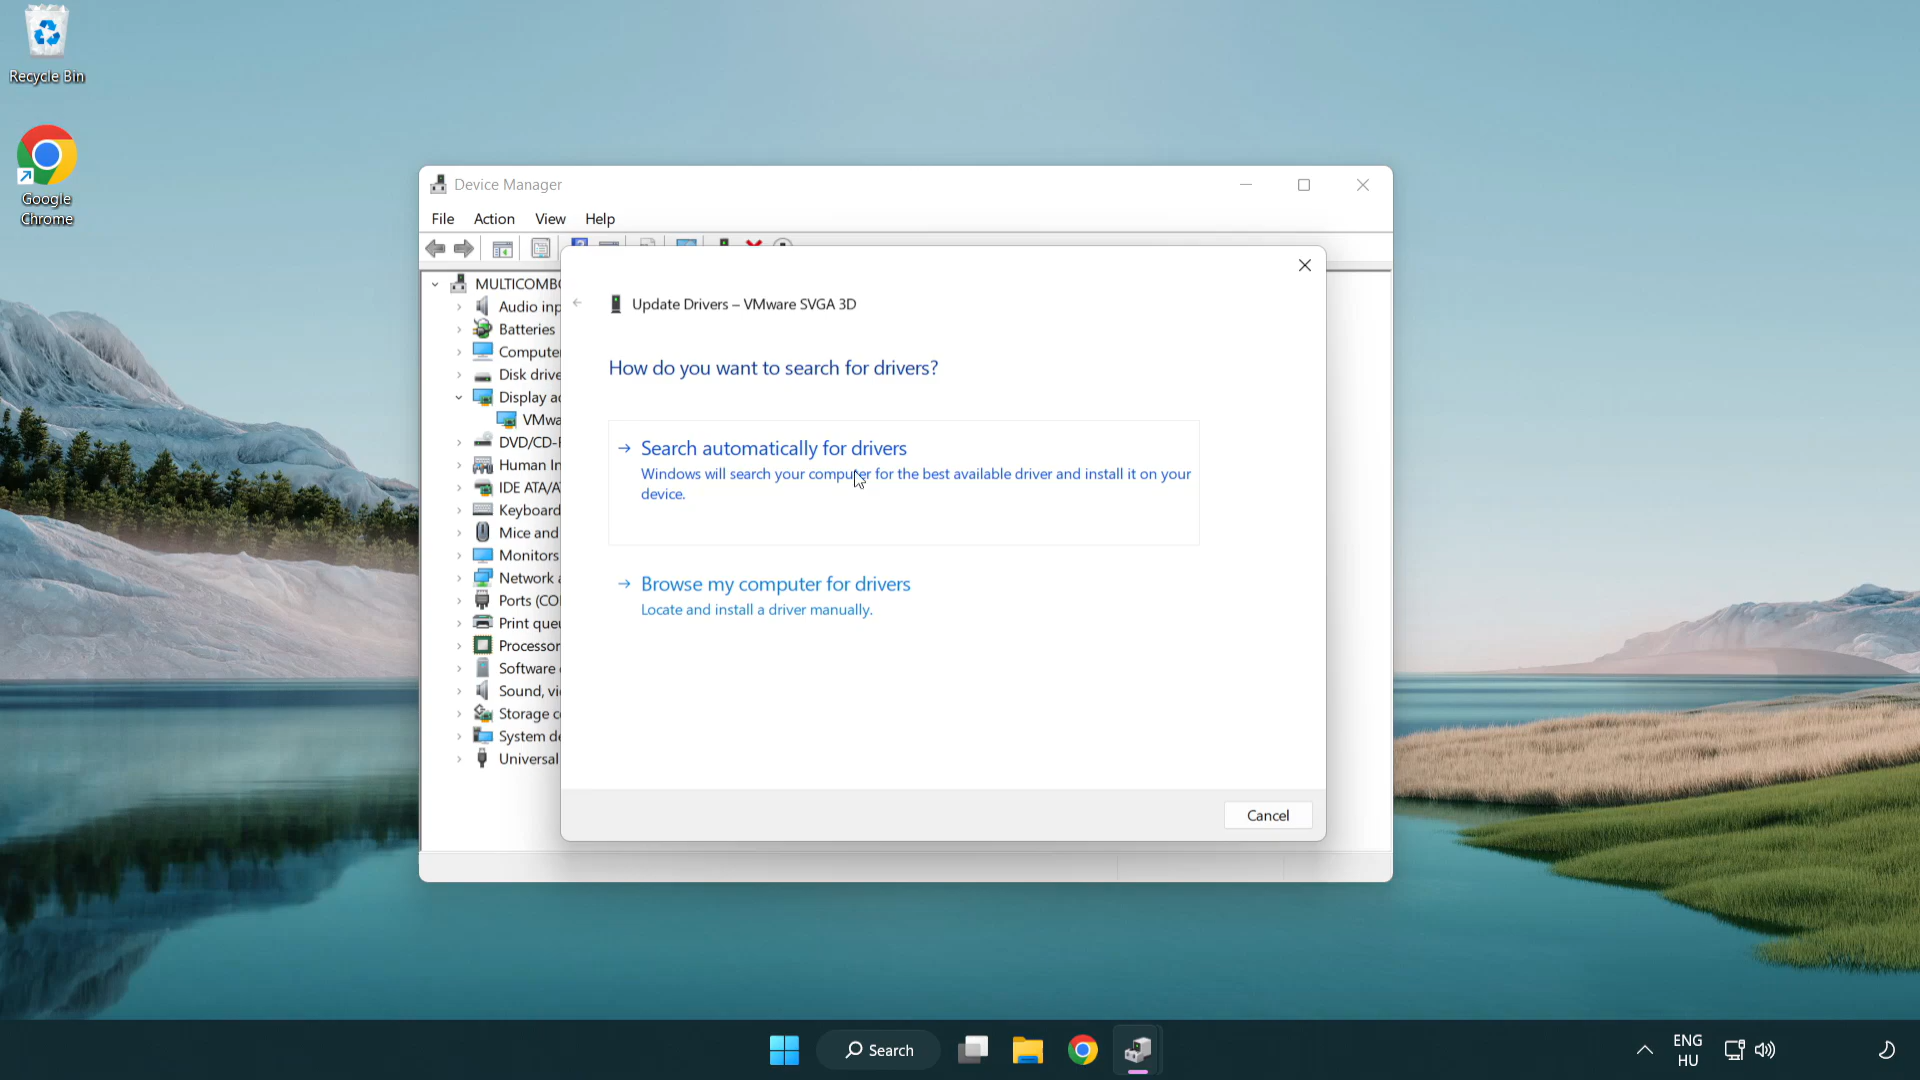 Recycle Bin
Google
Chrome
Device Manager
File Action View Help
MULTICOMB
Audio inp
Batteries
Compute
Disk drive
Display a
VMwa
DVD/CD-
Human In
IDE ATA/A
Keyboard
Mice and
Monitors
Network a
Ports (CO
Print que
Processor
Software
Sound, vi
Storage c
System de
Universal
Update Drivers – VMware SVGA 3D
How do you want to search for drivers?
Search automatically for drivers
Windows will search your computer for the best available driver and install it on your
device.
Browse my computer for drivers
Locate and install a driver manually.
Cancel
Search
ENG
HU